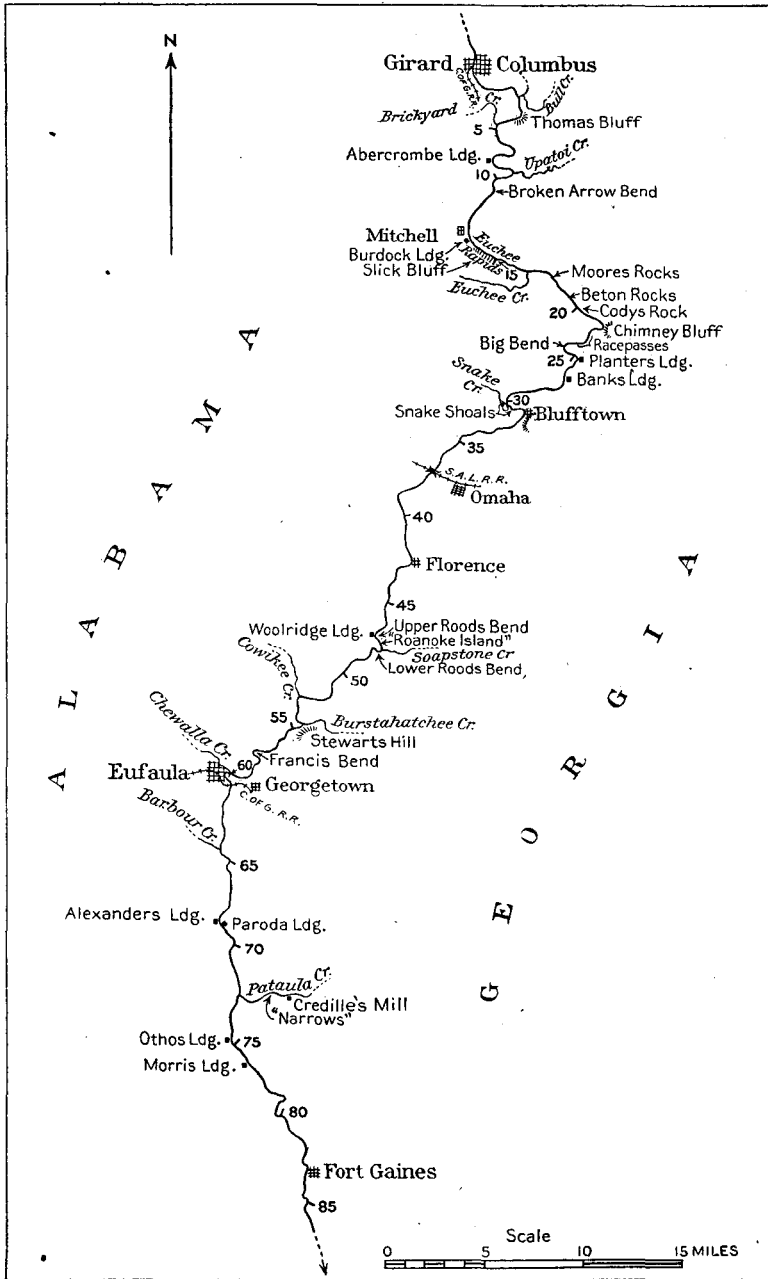 N
Girard
Columbus
C. of G. R.R.
Cr.
Bull Cr.
Brickyard
Thomas Bluff
5
Abercrombe Ldg.
Upatoi Cr.
10
Broken Arrow Bend
Mitchell
Euchee
Burdock Ldg.
Rapids
Slick Bluff
15
Moores Rocks
Euchee Cr.
Beton Rocks
20
Codys Rock
Chimney Bluff
Big Bend
Racepasses
25
Planters Ldg.
Snake Cr.
Banks Ldg.
30
Snake Shoals
Blufftown
35
S.A.L.R.R.
Omaha
40
Florence
45
Woolridge Ldg.
Upper Roods Bend
"Roanoke Island"
Soapstone Cr
Lower Roods Bend
Cowikee Cr.
50
55
Burstahatchee Cr.
Stewarts Hill
Chewalla Cr.
Francis Bend
Eufaula
60
Georgetown
C. OF G. R.R.
Barbour Cr.
65
Alexanders Ldg.
Paroda Ldg.
70
Pataula Cr.
Credille's Mill
"Narrows"
Othos Ldg.
75
Morris Ldg.
80
Fort Gaines
85
ALABAMA
GEORGIA
Scale
0 5 10 15 MILES